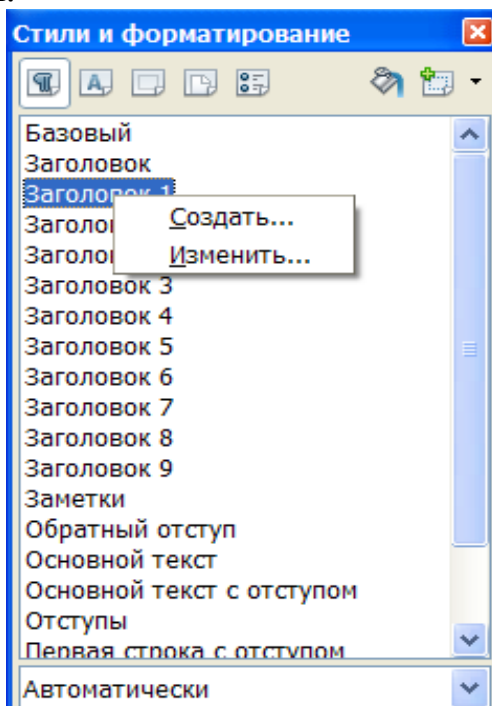 Стили и форматирование
Базовый
Заголовок
Заголовок 1
Создать...
Изменить...
Заголовок 3
Заголовок 4
Заголовок 5
Заголовок 6
Заголовок 7
Заголовок 8
Заголовок 9
Заметки
Обратный отступ
Основной текст
Основной текст с отступом
Отступы
Первая строка с отступом
Автоматически